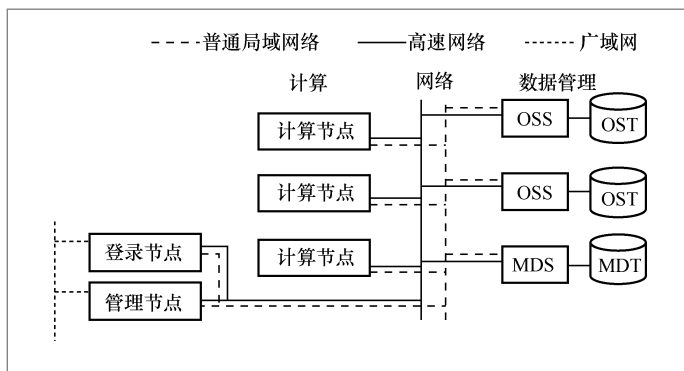 普通局域网络 高速网络 广域网
计算 网络 数据管理
计算节点 OSS OST
计算节点 OSS OST
登录节点 计算节点 MDS MDT
管理节点